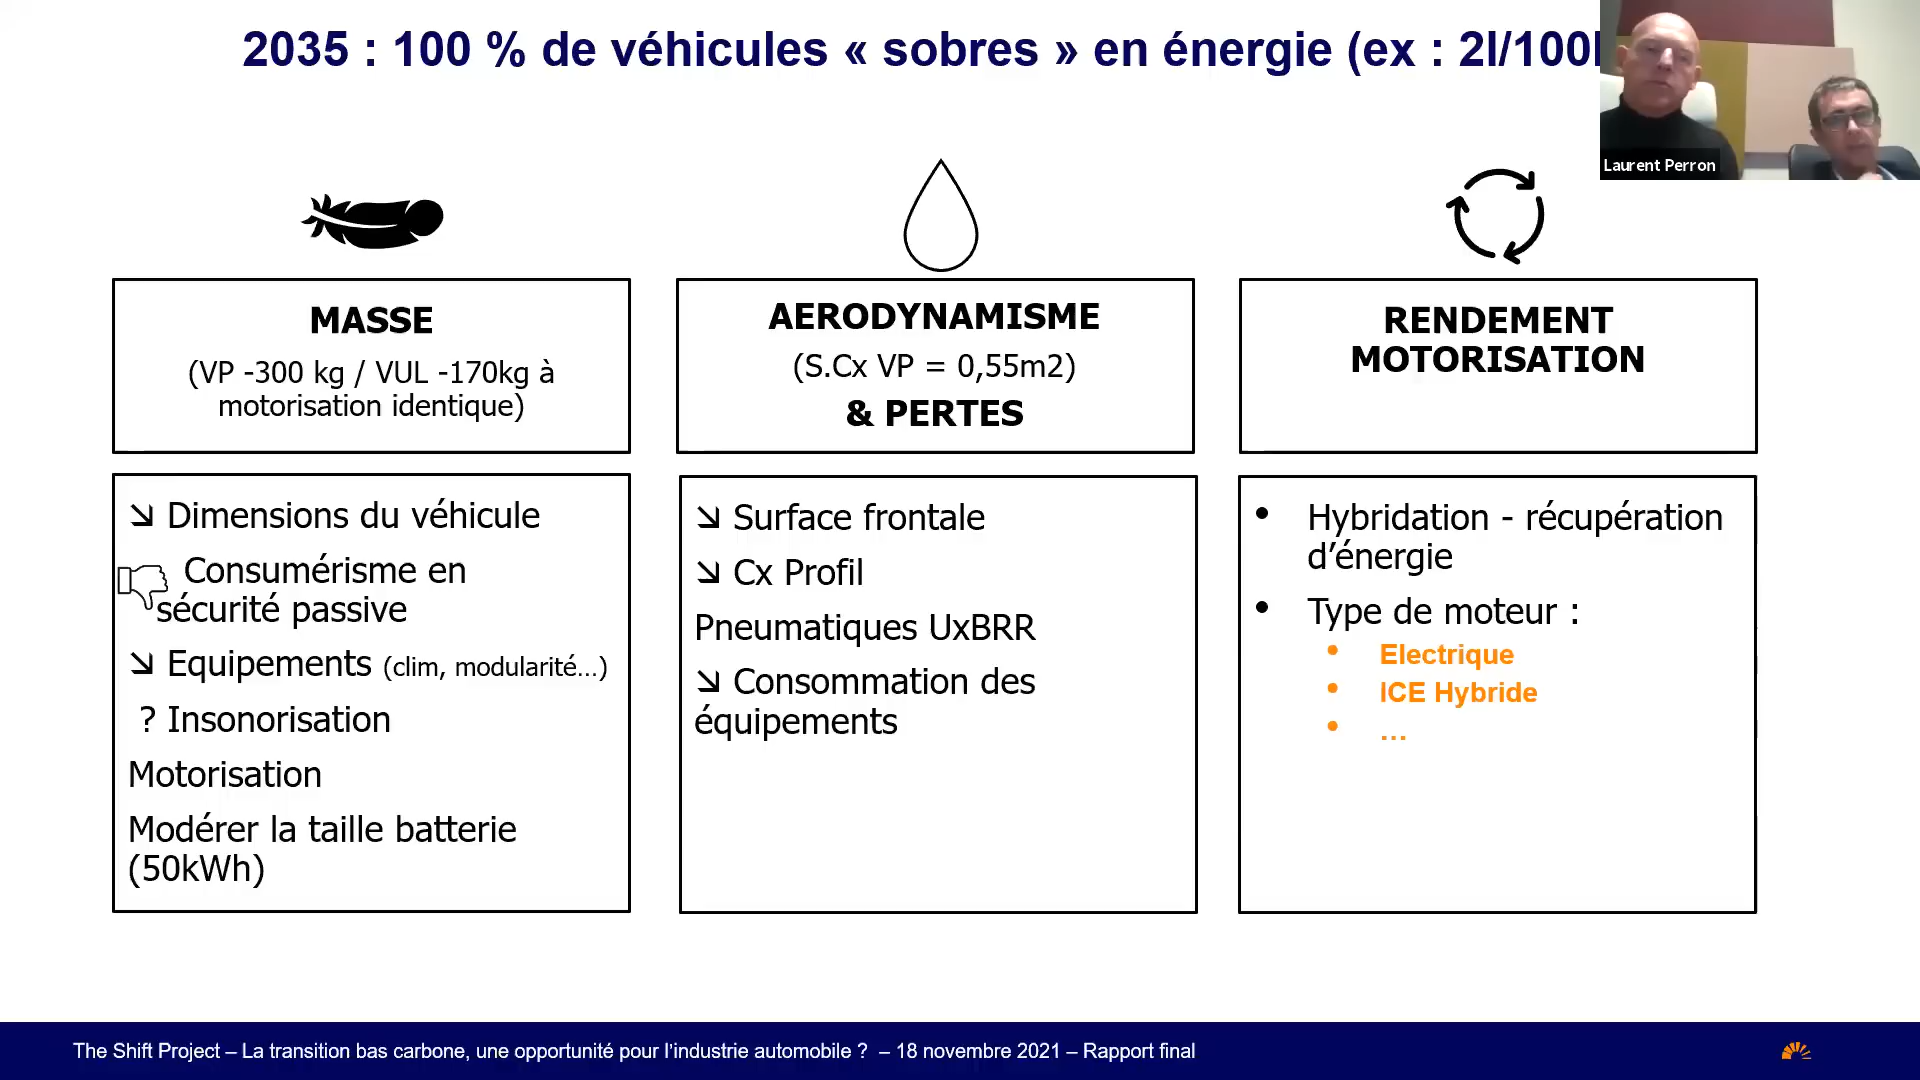 2035 : 100 % de véhicules « sobres » en énergie (ex : 2l/100
Laurent Perron
MASSE
(VP -300 kg / VUL -170kg à
motorisation identique)
AERODYNAMISME
(S.Cx VP = 0,55m2)
& PERTES
RENDEMENT
MOTORISATION
↘ Dimensions du véhicule
Consumérisme en
sécurité passive
↘ Equipements (clim, modularité...)
? Insonorisation
Motorisation
Modérer la taille batterie
(50kWh)
↘ Surface frontale
↘ Cx Profil
Pneumatiques UxBRR
↘ Consommation des
équipements
• Hybridation - récupération
d’énergie
• Type de moteur :
• Electrique
• ICE Hybride
• ...
The Shift Project – La transition bas carbone, une opportunité pour l’industrie automobile ? – 18 novembre 2021 – Rapport final